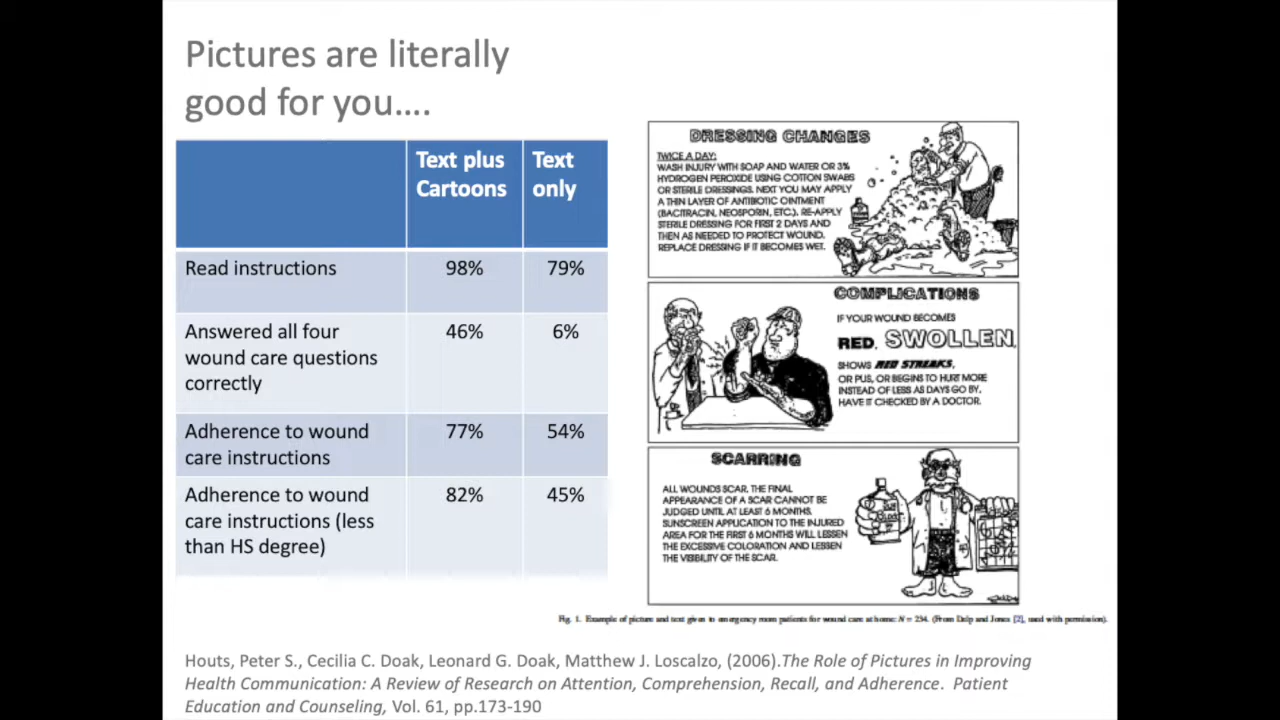 Pictures are literally
good for you....
Text plus
Cartoons
Text
only
Read instructions
98%
79%
Answered all four
wound care questions
correctly
46%
6%
Adherence to wound
care instructions
77%
54%
Adherence to wound
care instructions (less
than HS degree)
82%
45%
DRESSING CHANGES
TWICE A DAY:
WASH INJURY WITH SOAP AND WATER OR 3%
HYDROGEN PEROXIDE USING COTTON SWABS
OR STERILE DRESSINGS. NEXT YOU MAY APPLY
A THIN LAYER OF ANTIBIOTIC OINTMENT
(BACITRACIN, NEOSPORIN, ETC.). RE-APPLY
STERILE DRESSING FOR FIRST 2 DAYS AND
THEN AS NEEDED TO PROTECT WOUND.
REPLACE DRESSING IF IT BECOMES WET.
COMPLICATIONS
IF YOUR WOUND BECOMES
RED, SWOLLEN,
SHOWS RED STREAKS,
OR PUS, OR BEGINS TO HURT MORE
INSTEAD OF LESS AS DAYS GO BY,
HAVE IT CHECKED BY A DOCTOR.
SCARRING
ALL WOUNDS SCAR. THE FINAL
APPEARANCE OF A SCAR CANNOT BE
JUDGED UNTIL AT LEAST 6 MONTHS.
SUNSCREEN APPLICATION TO THE INJURED
AREA FOR THE FIRST 6 MONTHS WILL LESSEN
THE EXCESSIVE COLORATION AND LESSEN
THE VISIBILITY OF THE SCAR.
Fig. 1. Example of picture and text given to emergency room patients for wound care at home: N = 234. (From Delp and Jones [2], used with permission).
Houts, Peter S., Cecilia C. Doak, Leonard G. Doak, Matthew J. Loscalzo, (2006).The Role of Pictures in Improving
Health Communication: A Review of Research on Attention, Comprehension, Recall, and Adherence. Patient
Education and Counseling, Vol. 61, pp.173-190